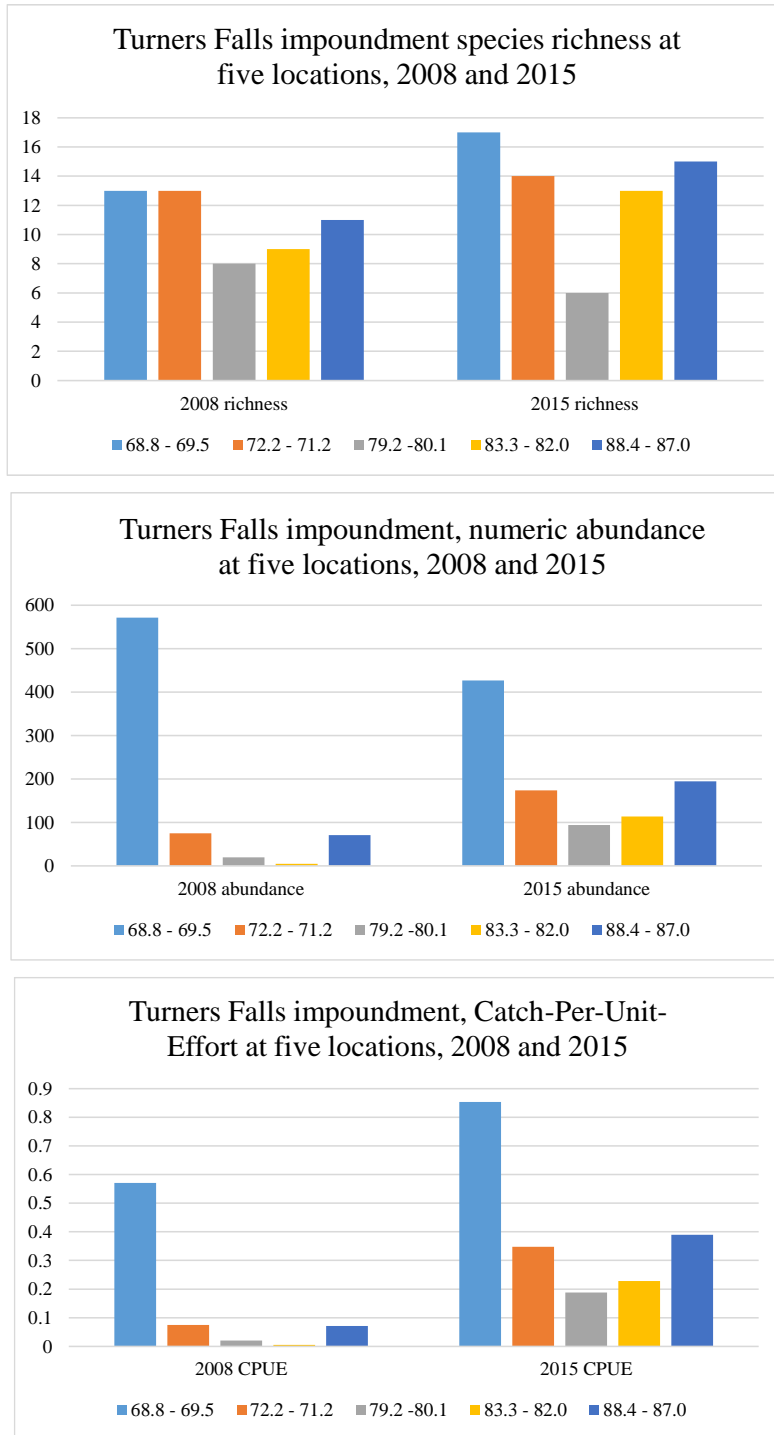 Turners Falls impoundment species richness at
five locations, 2008 and 2015
18
16
14
12
10
8
6
4
2
0
2008 richness 2015 richness
68.8 - 69.5 72.2 - 71.2 79.2 -80.1 83.3 - 82.0 88.4 - 87.0
Turners Falls impoundment, numeric abundance
at five locations, 2008 and 2015
600
500
400
300
200
100
0
2008 abundance 2015 abundance
68.8 - 69.5 72.2 - 71.2 79.2 -80.1 83.3 - 82.0 88.4 - 87.0
Turners Falls impoundment, Catch-Per-Unit-
Effort at five locations, 2008 and 2015
0.9
0.8
0.7
0.6
0.5
0.4
0.3
0.2
0.1
0
2008 CPUE 2015 CPUE
68.8 - 69.5 72.2 - 71.2 79.2 -80.1 83.3 - 82.0 88.4 - 87.0